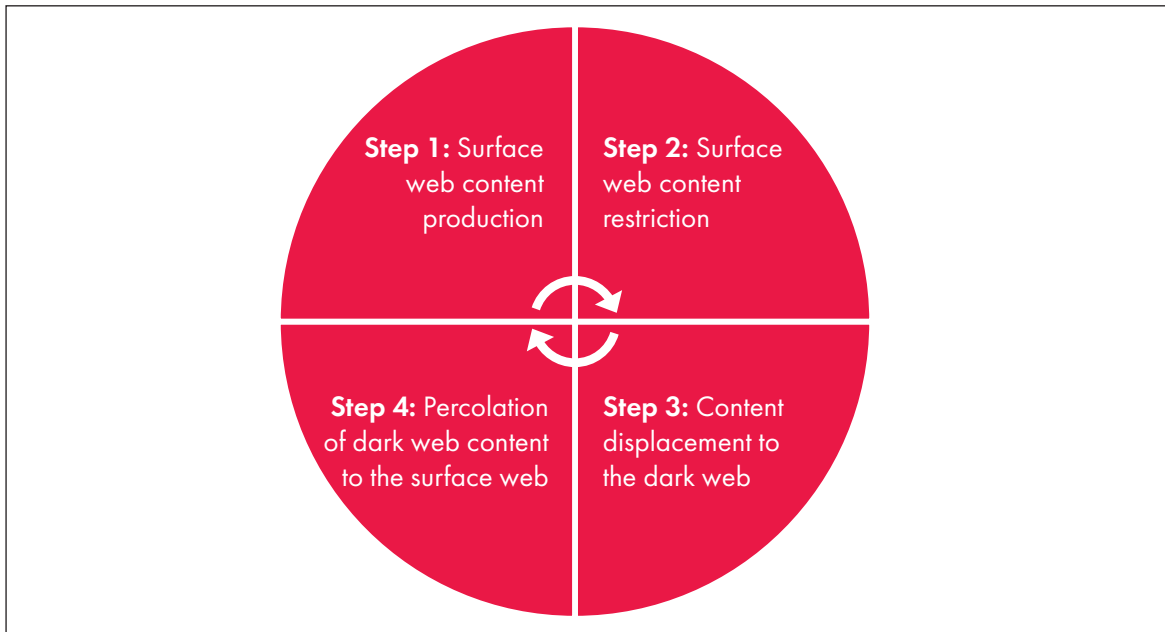 Step 1: Surface
web content
production
Step 2: Surface
web content
restriction
Step 4: Percolation
of dark web content
to the surface web
Step 3: Content
displacement to
the dark web